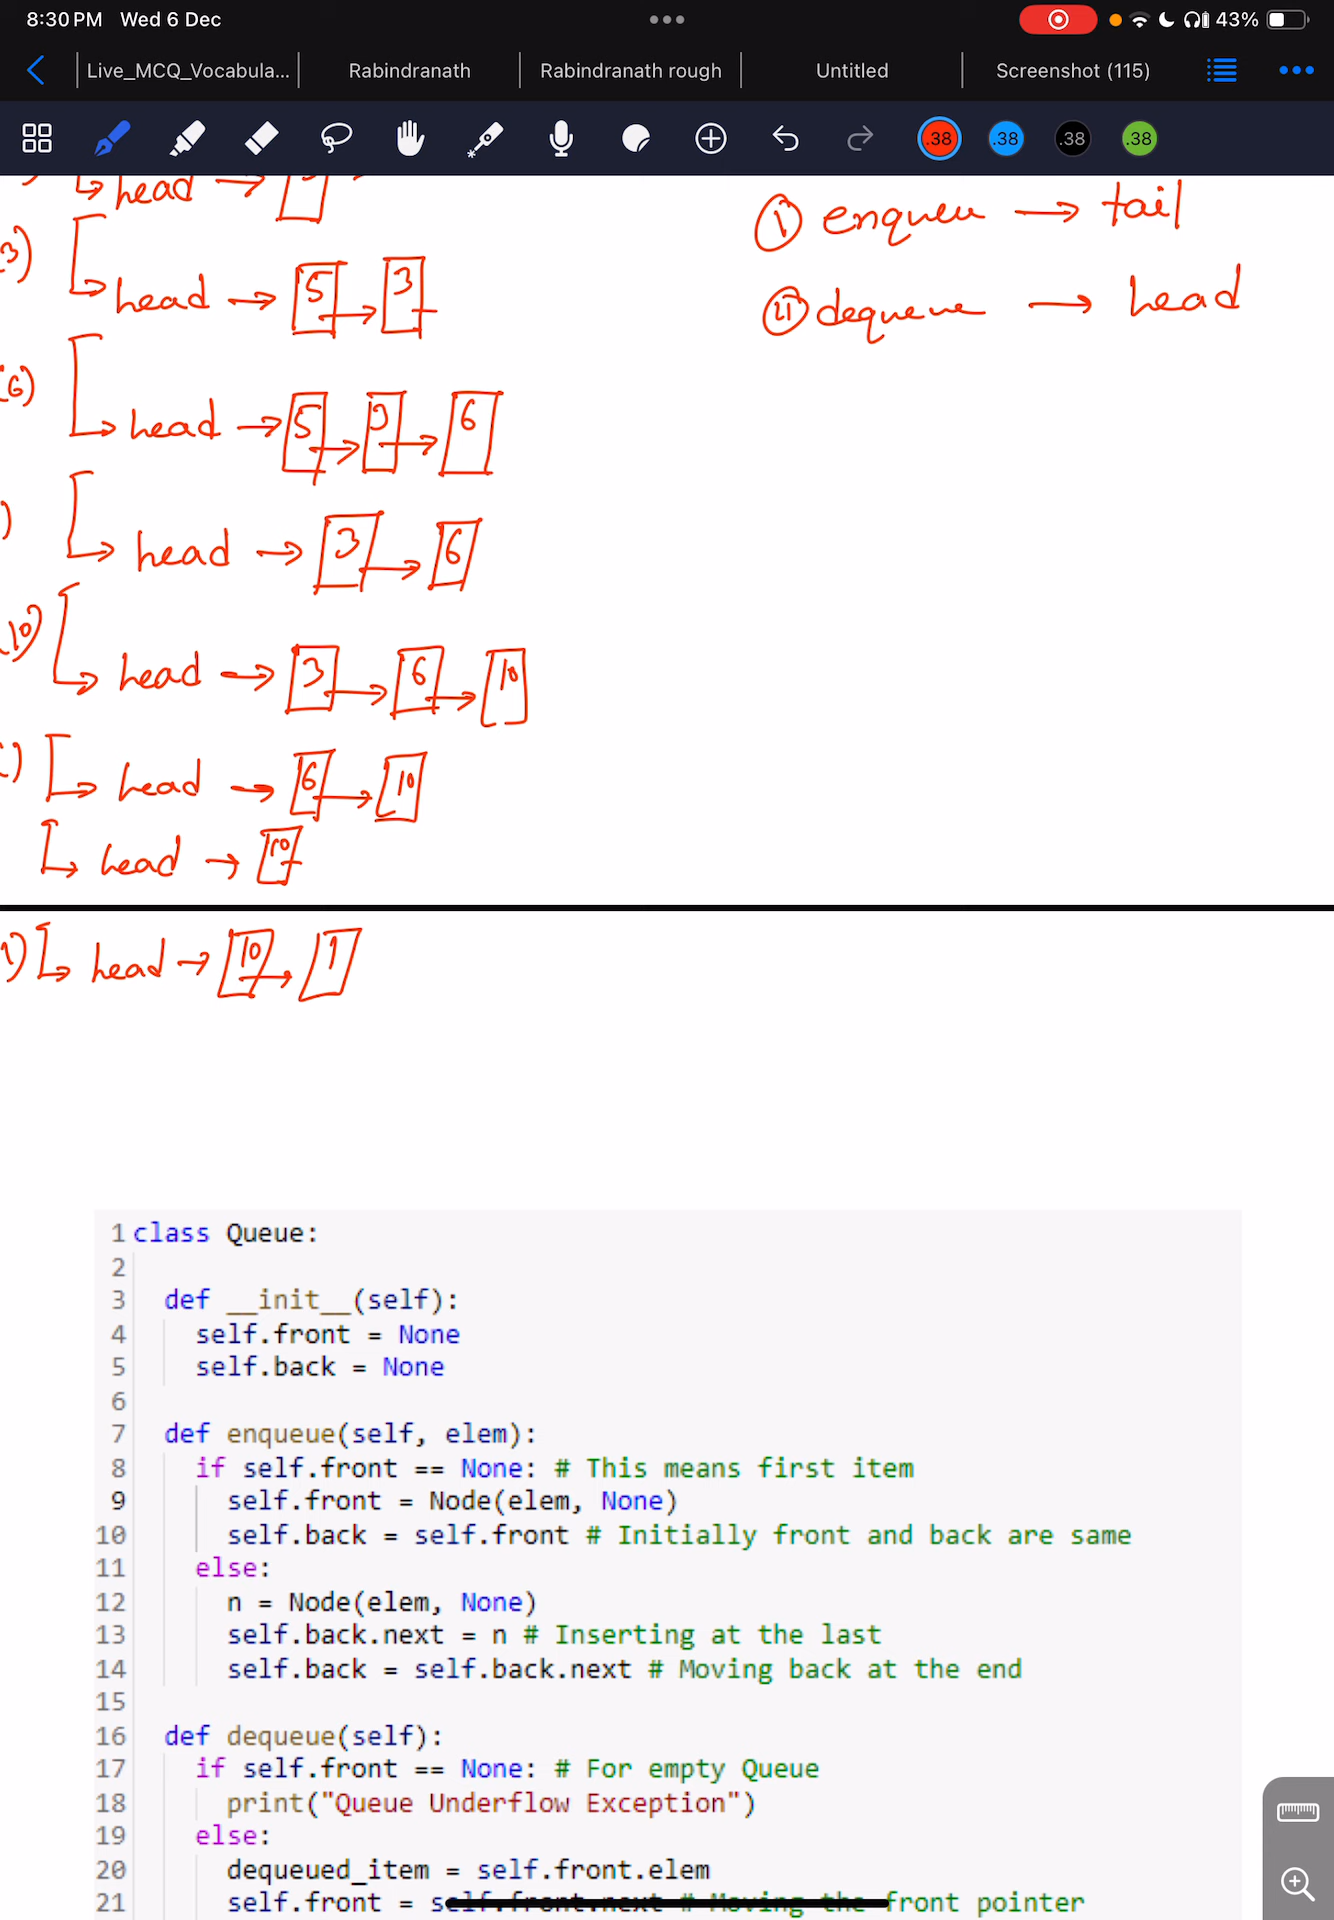 8:30 PM Wed 6 Dec 43%
Live_MCQ_Vocabula... Rabindranath Rabindranath rough Untitled Screenshot (115)
.38 .38 .38 .38
head →
① enqueu → tail
3) head → 5 → 3
ⓘⓘ dequeue → head
(6) head → 5 → 3 → 6
) head → 3 → 6
(10) head → 3 → 6 → 10
) head → 6 → 10
head → 10
1) head → 10 → 1
1 class Queue:
2
3 def __init__(self):
4 self.front = None
5 self.back = None
6
7 def enqueue(self, elem):
8 if self.front == None: # This means first item
9 self.front = Node(elem, None)
10 self.back = self.front # Initially front and back are same
11 else:
12 n = Node(elem, None)
13 self.back.next = n # Inserting at the last
14 self.back = self.back.next # Moving back at the end
15
16 def dequeue(self):
17 if self.front == None: # For empty Queue
18 print("Queue Underflow Exception")
19 else:
20 dequeued_item = self.front.elem
21 self.front = self.front.next # Moving the front pointer